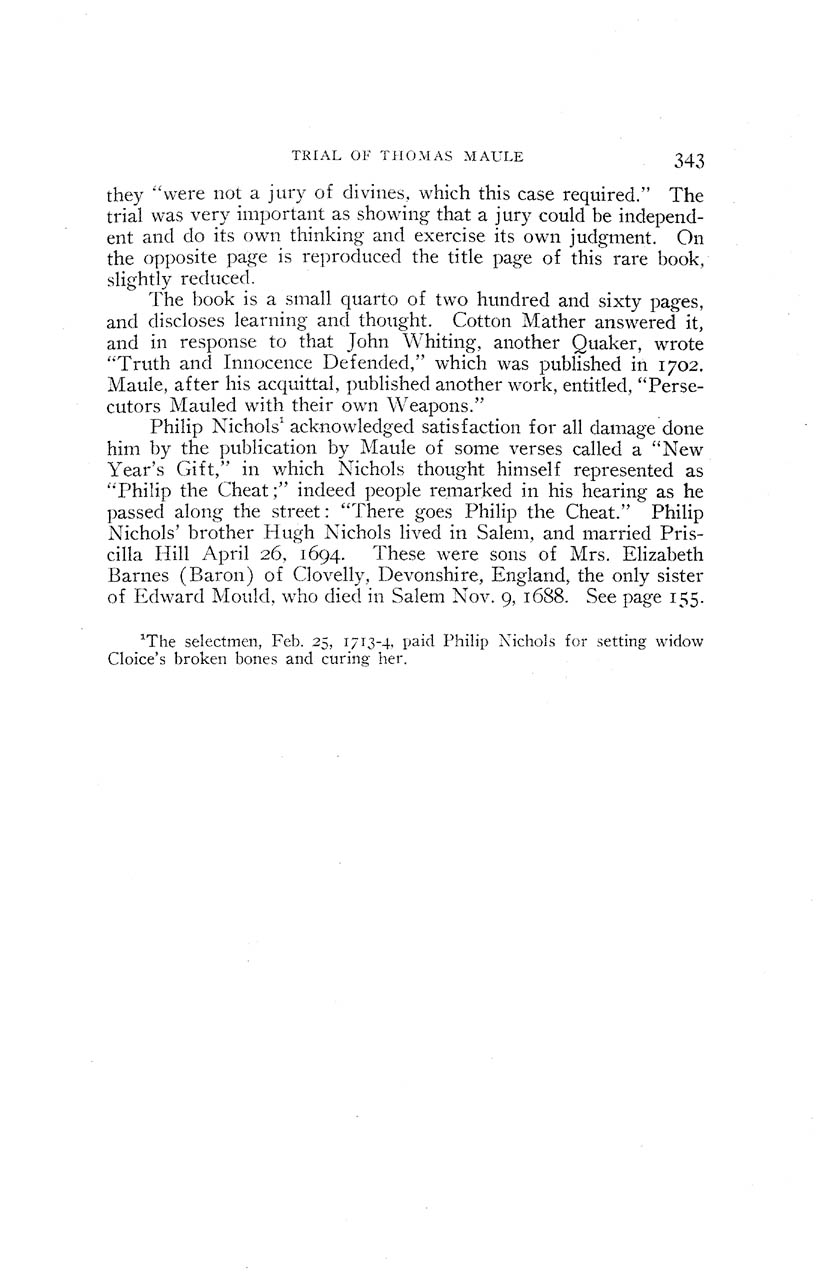 TRIAL OF THOMAS MAULE 343
they “were not a jury of divines, which this case required.” The
trial was very important as showing that a jury could be independ-
ent and do its own thinking and exercise its own judgment. On
the opposite page is reproduced the title page of this rare book,
slightly reduced.
The book is a small quarto of two hundred and sixty pages,
and discloses learning and thought. Cotton Mather answered it,
and in response to that John Whiting, another Quaker, wrote
“Truth and Innocence Defended,” which was published in 1702.
Maule, after his acquittal, published another work, entitled, “Perse-
cutors Mauled with their own Weapons.”
Philip Nichols¹ acknowledged satisfaction for all damage done
him by the publication by Maule of some verses called a “New
Year’s Gift,” in which Nichols thought himself represented as
“Philip the Cheat;” indeed people remarked in his hearing as he
passed along the street: “There goes Philip the Cheat.” Philip
Nichols’ brother Hugh Nichols lived in Salem, and married Pris-
cilla Hill April 26, 1694. These were sons of Mrs. Elizabeth
Barnes (Baron) of Clovelly, Devonshire, England, the only sister
of Edward Mould, who died in Salem Nov. 9, 1688. See page 155.
¹The selectmen, Feb. 25, 1713-4, paid Philip Nichols for setting widow
Cloice’s broken bones and curing her.